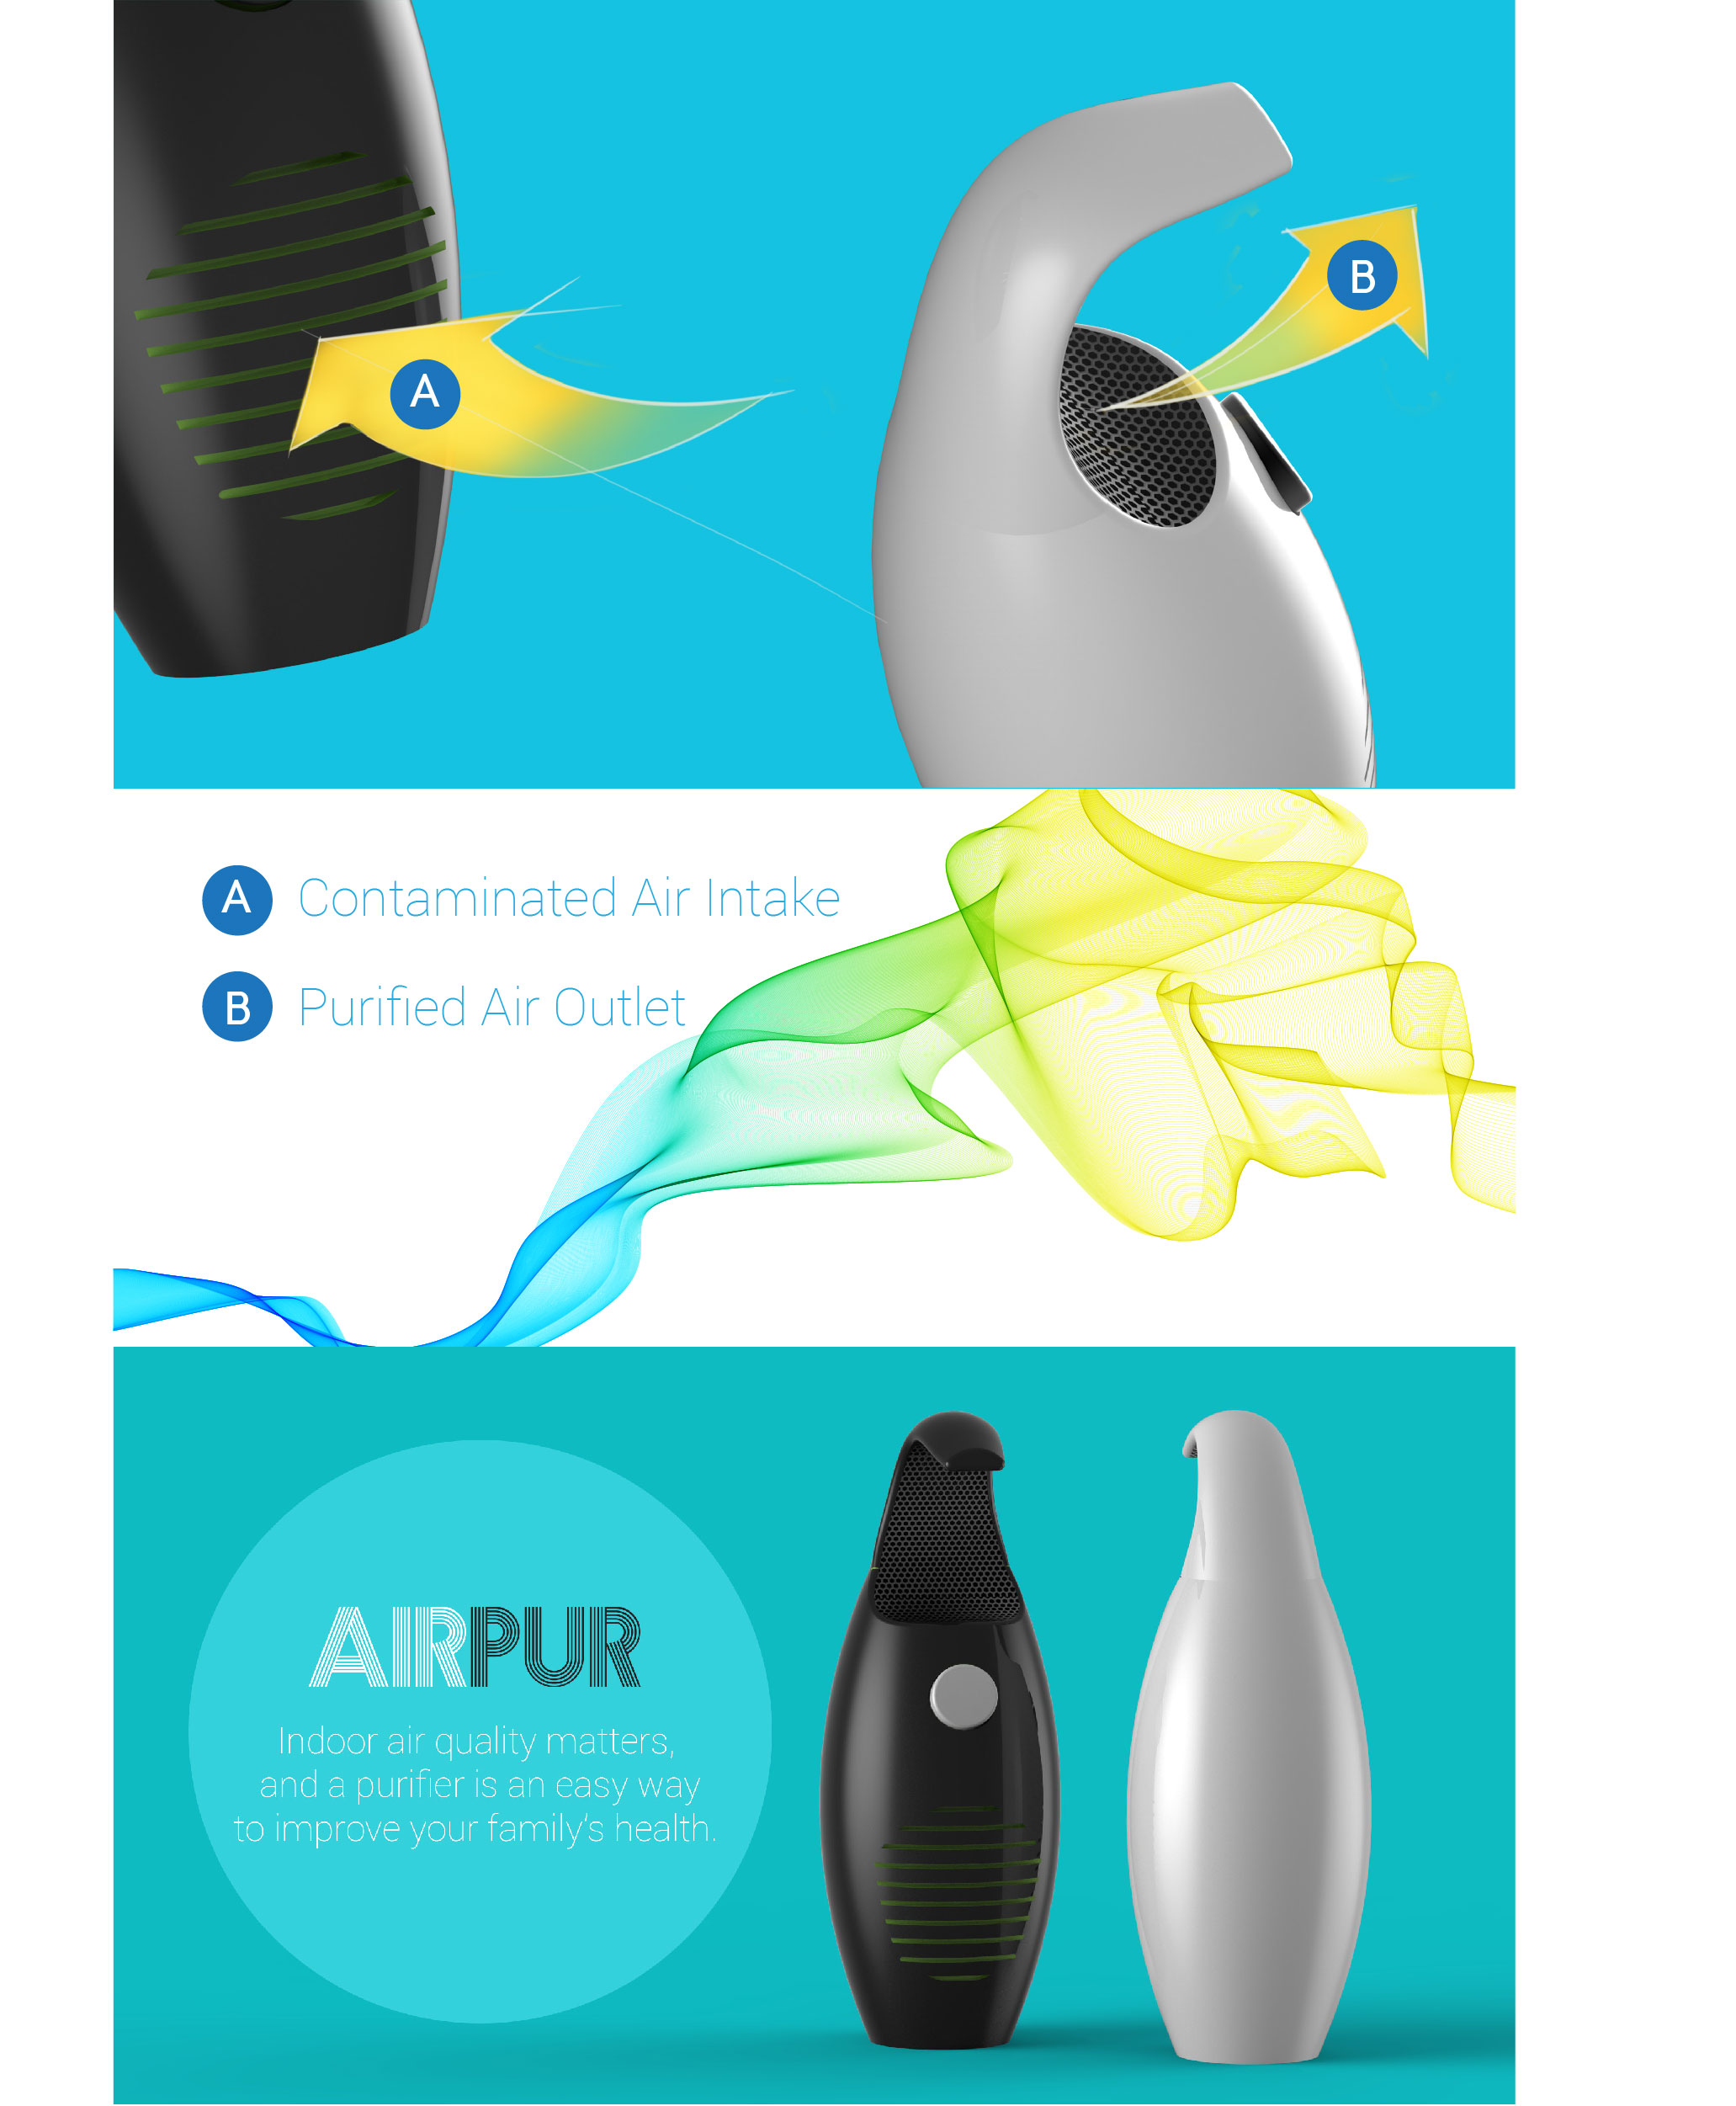 A
B
A Contaminated Air Intake
B Purified Air Outlet
AIRPUR
Indoor air quality matters,
and a purifier is an easy way
to improve your family's health.